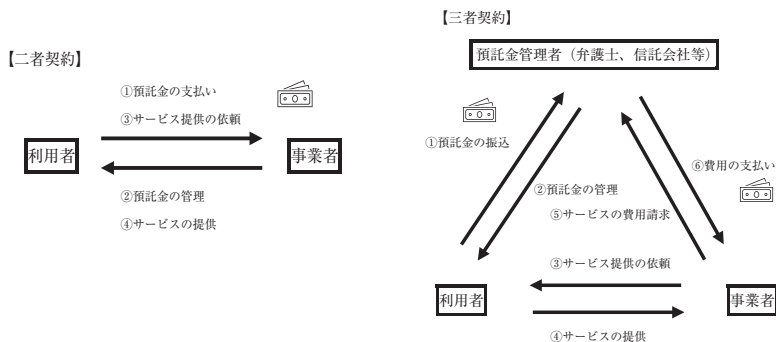 【二者契約】
①預託金の支払い
③サービス提供の依頼
利用者
事業者
②預託金の管理
④サービスの提供
【三者契約】
預託金管理者（弁護士、信託会社等）
①預託金の振込
⑥費用の支払い
②預託金の管理
⑤サービスの費用請求
③サービス提供の依頼
利用者
事業者
④サービスの提供